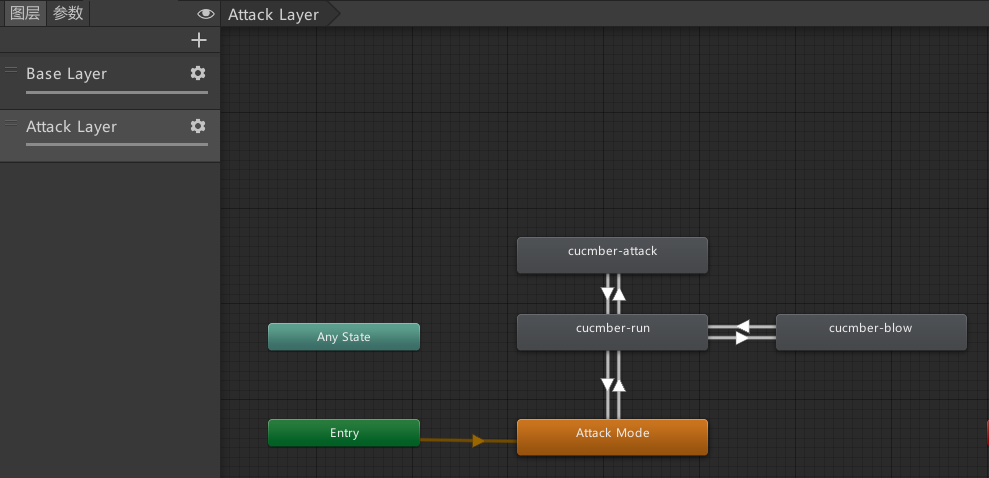 图层 参数 Attack Layer
Base Layer
Attack Layer
cucmber-attack
cucmber-run cucmber-blow
Any State
Entry Attack Mode